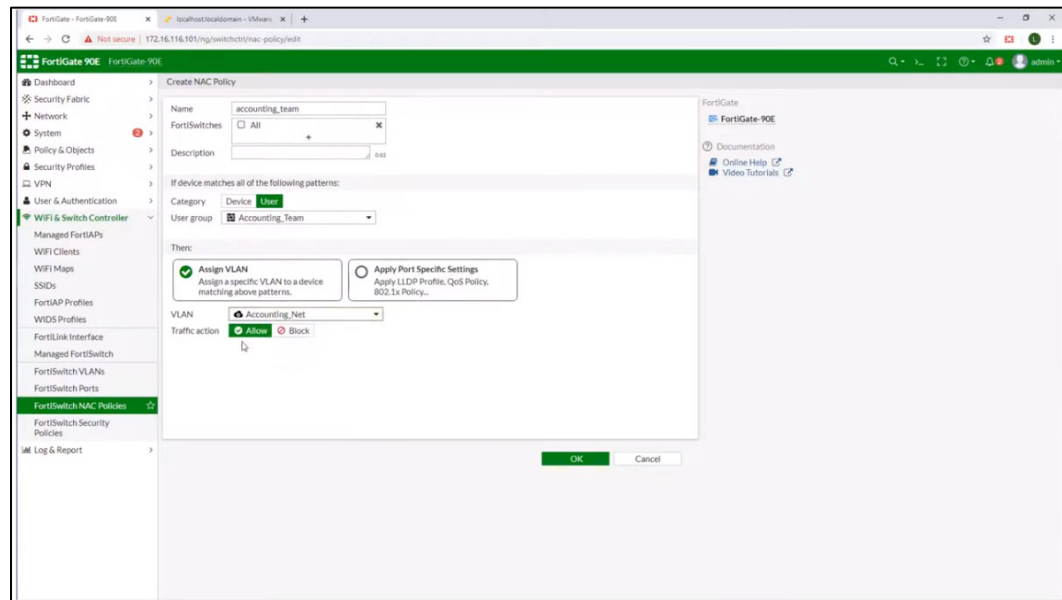 FortiGate - FortiGate-90E
localhost.localdomain - VMware
Not secure | 172.16.116.101/ng/switchctrl/nac-policy/edit
FortiGate 90E FortiGate-90E
admin
Dashboard
Security Fabric
Network
System 2
Policy & Objects
Security Profiles
VPN
User & Authentication
WiFi & Switch Controller
Managed FortiAPs
WiFi Clients
WiFi Maps
SSIDs
FortiAP Profiles
WIDS Profiles
FortiLink Interface
Managed FortiSwitch
FortiSwitch VLANs
FortiSwitch Ports
FortiSwitch NAC Policies
FortiSwitch Security
Policies
Log & Report
Create NAC Policy
Name accounting_team
FortiSwitches All
Description 0/63
If device matches all of the following patterns:
Category Device User
User group Accounting_Team
Then:
Assign VLAN
Assign a specific VLAN to a device
matching above patterns.
Apply Port Specific Settings
Apply LLDP Profile, QoS Policy,
802.1x Policy...
VLAN Accounting_Net
Traffic action Allow Block
OK Cancel
FortiGate
FortiGate-90E
Documentation
Online Help
Video Tutorials